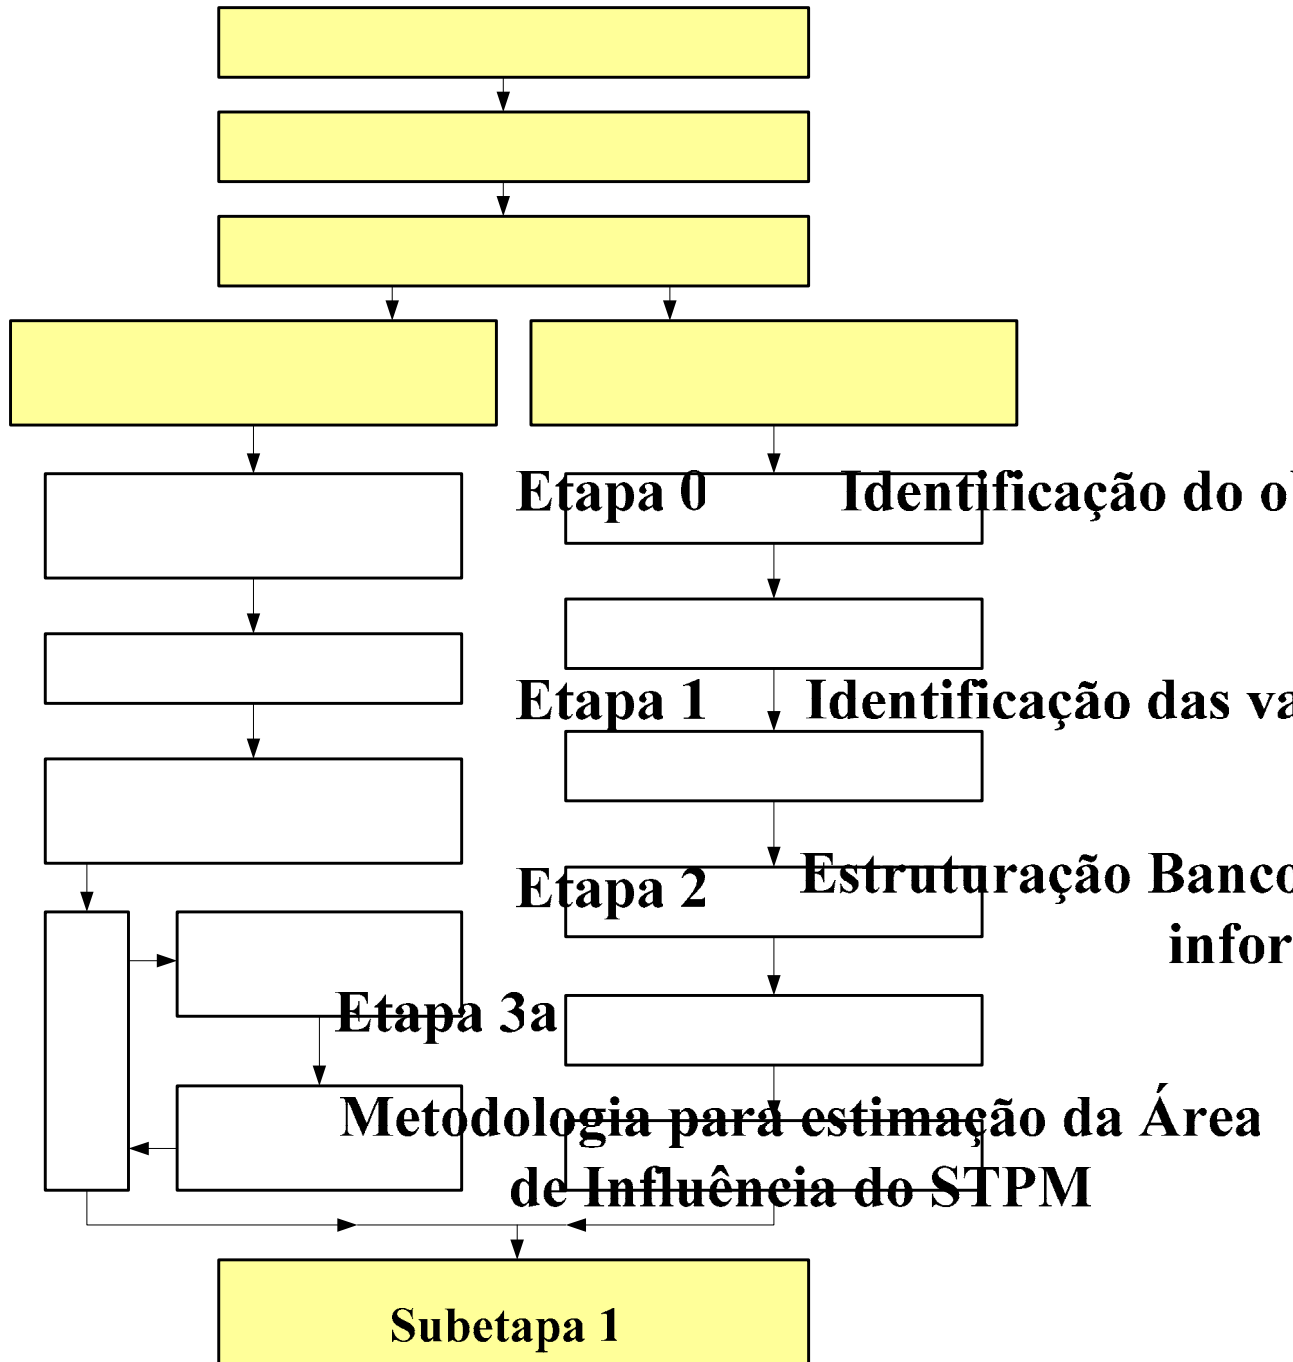 Etapa 0
Identificação do o
Etapa 1
Identificação das va
Etapa 2
Estruturação Banco
infor
Etapa 3a
Metodologia para estimação da Área
de Influência do STPM
Subetapa 1